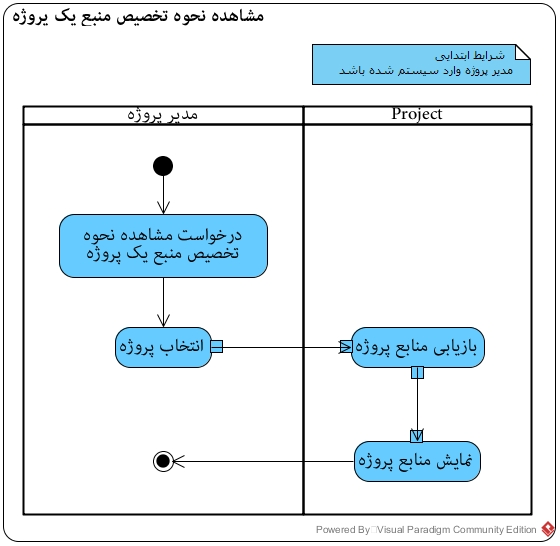 مشاهده نحوه تخصیص منبع یک پروژه
شرایط ابتدایی
مدیر پروژه وارد سیستم شده باشد
مدیر پروژه
Project
درخواست مشاهده نحوه
تخصیص منبع یک پروژه
انتخاب پروژه
بازیابی منابع پروژه
نمایش منابع پروژه
Powered By Visual Paradigm Community Edition